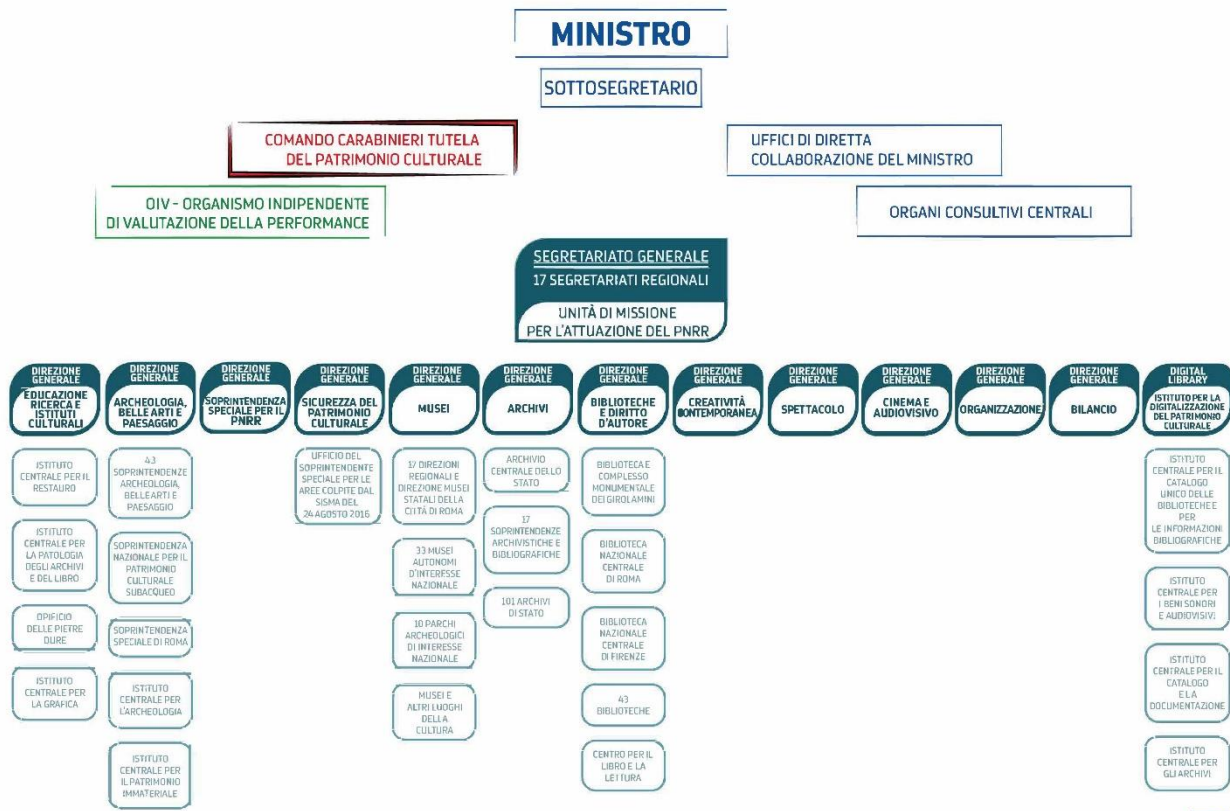 MINISTRO
SOTTOSEGRETARIO
COMANDO CARABINIERI TUTELA
DEL PATRIMONIO CULTURALE
UFFICI DI DIRETTA
COLLABORAZIONE DEL MINISTRO
OIV - ORGANISMO INDIPENDENTE
DI VALUTAZIONE DELLA PERFORMANCE
ORGANI CONSULTIVI CENTRALI
SEGRETARIATO GENERALE
17 SEGRETARIATI REGIONALI
UNITÀ DI MISSIONE
PER L'ATTUAZIONE DEL PNRR
DIREZIONE
GENERALE
EDUCAZIONE
RICERCA E
ISTITUTI
CULTURALI
ISTITUTO
CENTRALE PER IL
RESTAURO
ISTITUTO
CENTRALE PER
LA PATOLOGIA
DEGLI ARCHIVI
E DEL LIBRO
OPIFICIO
DELLE PIETRE
DURE
ISTITUTO
CENTRALE PER
LA GRAFICA
DIREZIONE
GENERALE
ARCHEOLOGIA,
BELLE ARTI E
PAESAGGIO
43
SOPRINTENDENZE
ARCHEOLOGIA,
BELLE ARTI E
PAESAGGIO
SOPRINTENDENZA
NAZIONALE PER IL
PATRIMONIO
CULTURALE
SUBACQUEO
SOPRINTENDENZA
SPECIALE DI ROMA
ISTITUTO
CENTRALE PER
L'ARCHEOLOGIA
ISTITUTO
CENTRALE PER
IL PATRIMONIO
IMMATERIALE
DIREZIONE
GENERALE
SOPRINTENDENZA
SPECIALE PER IL
PNRR
DIREZIONE
GENERALE
SICUREZZA DEL
PATRIMONIO
CULTURALE
UFFICIO DEL
SOPRINTENDENTE
SPECIALE PER LE
AREE COLPITE DAL
SISMA DEL
24 AGOSTO 2016
DIREZIONE
GENERALE
MUSEI
17 DIREZIONI
REGIONALI E
DIREZIONE MUSEI
STATALI DELLA
CITTÀ DI ROMA
33 MUSEI
AUTONOMI
D'INTERESSE
NAZIONALE
10 PARCHI
ARCHEOLOGICI
DI INTERESSE
NAZIONALE
MUSEI E
ALTRI LUOGHI
DELLA
CULTURA
DIREZIONE
GENERALE
ARCHIVI
ARCHIVIO
CENTRALE DELLO
STATO
17
SOPRINTENDENZE
ARCHIVISTICHE E
BIBLIOGRAFICHE
101 ARCHIVI
DI STATO
DIREZIONE
GENERALE
BIBLIOTECHE
E DIRITTO
D'AUTORE
BIBLIOTECA E
COMPLESSO
MONUMENTALE
DEI GIROLAMINI
BIBLIOTECA
NAZIONALE
CENTRALE
DI ROMA
BIBLIOTECA
NAZIONALE
CENTRALE
DI FIRENZE
43
BIBLIOTECHE
CENTRO PER IL
LIBRO E LA
LETTURA
DIREZIONE
GENERALE
CREATIVITÀ
CONTEMPORANEA
DIREZIONE
GENERALE
SPETTACOLO
DIREZIONE
GENERALE
CINEMA E
AUDIOVISIVO
DIREZIONE
GENERALE
ORGANIZZAZIONE
DIREZIONE
GENERALE
BILANCIO
DIGITAL
LIBRARY
ISTITUTO PER LA
DIGITALIZZAZIONE
DEL PATRIMONIO
CULTURALE
ISTITUTO
CENTRALE PER IL
CATALOGO
UNICO DELLE
BIBLIOTECHE E
PER
LE INFORMAZIONI
BIBLIOGRAFICHE
ISTITUTO
CENTRALE PER
I BENI SONORI
E AUDIOVISIVI
ISTITUTO
CENTRALE PER IL
CATALOGO
E LA
DOCUMENTAZIONE
ISTITUTO
CENTRALE PER
GLI ARCHIVI